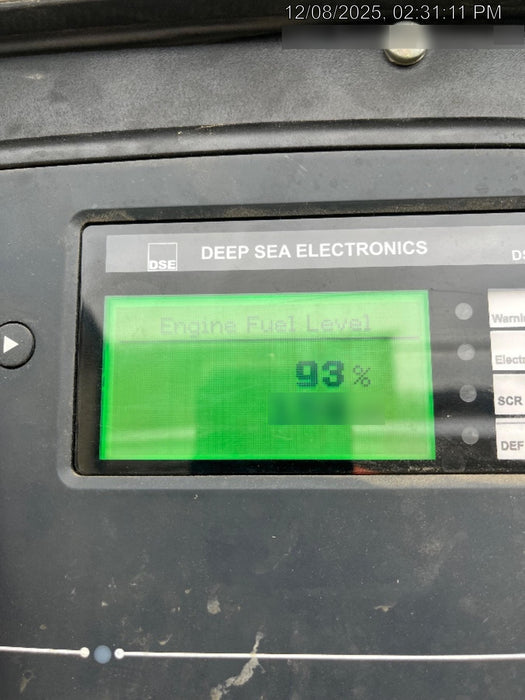 12/08/2025, 02:31:11 PM
DSE
DEEP SEA ELECTRONICS
Engine Fuel Level
93 %
SCR
DEF